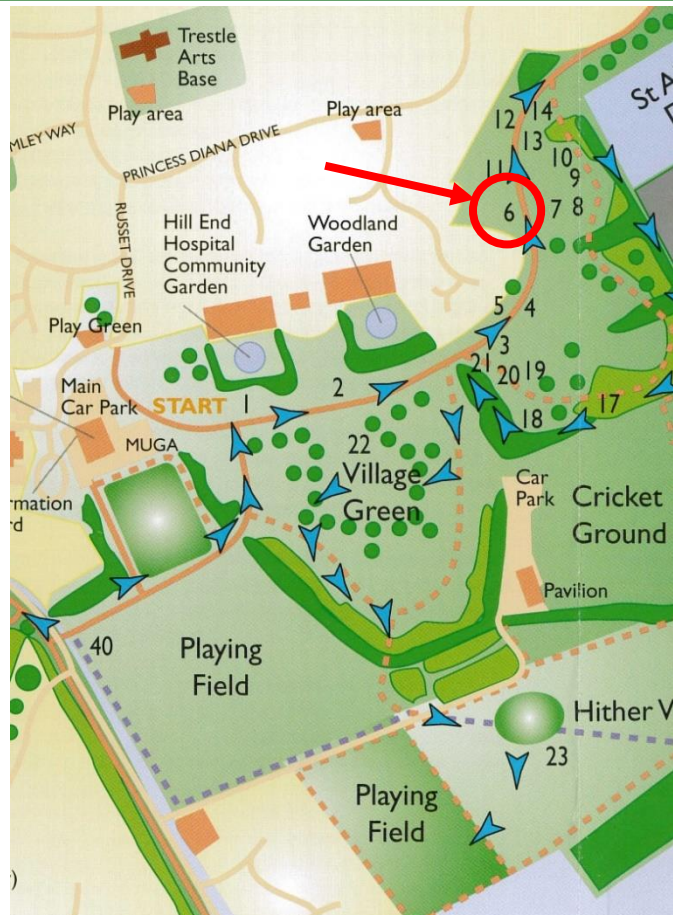 Trestle
Arts
Base
Play area
Play area
St A
MLEY WAY
PRINCESS DIANA DRIVE
RUSSET DRIVE
12
14
13
11
10
9
6
7
8
Hill End
Hospital
Community
Garden
Woodland
Garden
Play Green
5
4
3
21
20
19
Main
Car Park
START
1
2
17
18
MUGA
22
Village
Green
Car
Park
Cricket
Ground
rmation
rd
Pavilion
40
Playing
Field
Hither W
23
Playing
Field
)